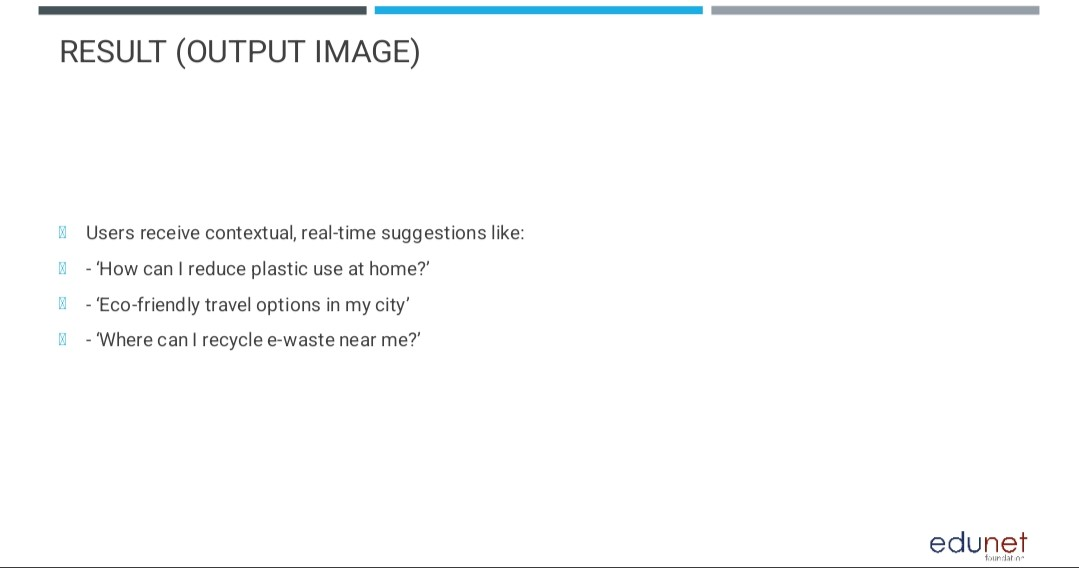 RESULT (OUTPUT IMAGE)
Users receive contextual, real-time suggestions like:
- ‘How can I reduce plastic use at home?’
- ‘Eco-friendly travel options in my city’
- ‘Where can I recycle e-waste near me?’
edunet
foundation